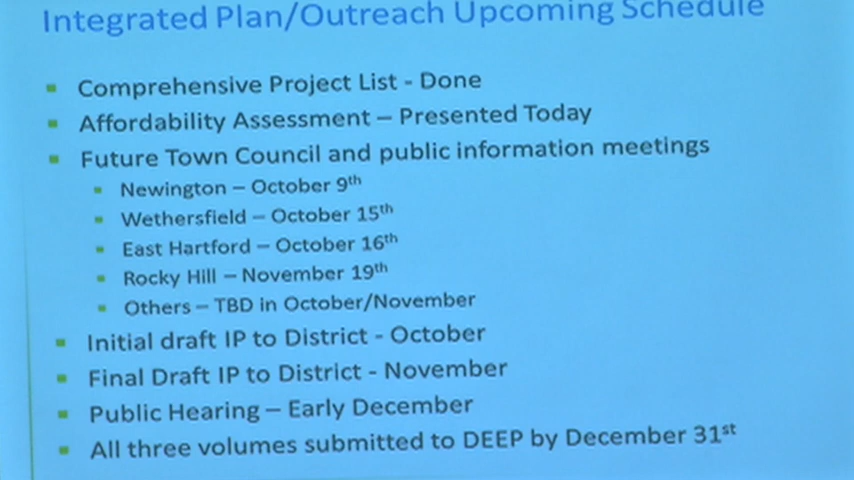 Integrated Plan/Outreach Upcoming Schedule
Comprehensive Project List - Done
Affordability Assessment – Presented Today
Future Town Council and public information meetings
Newington – October 9th
Wethersfield – October 15th
East Hartford – October 16th
Rocky Hill – November 19th
Others – TBD in October/November
Initial draft IP to District - October
Final Draft IP to District - November
Public Hearing – Early December
All three volumes submitted to DEEP by December 31st